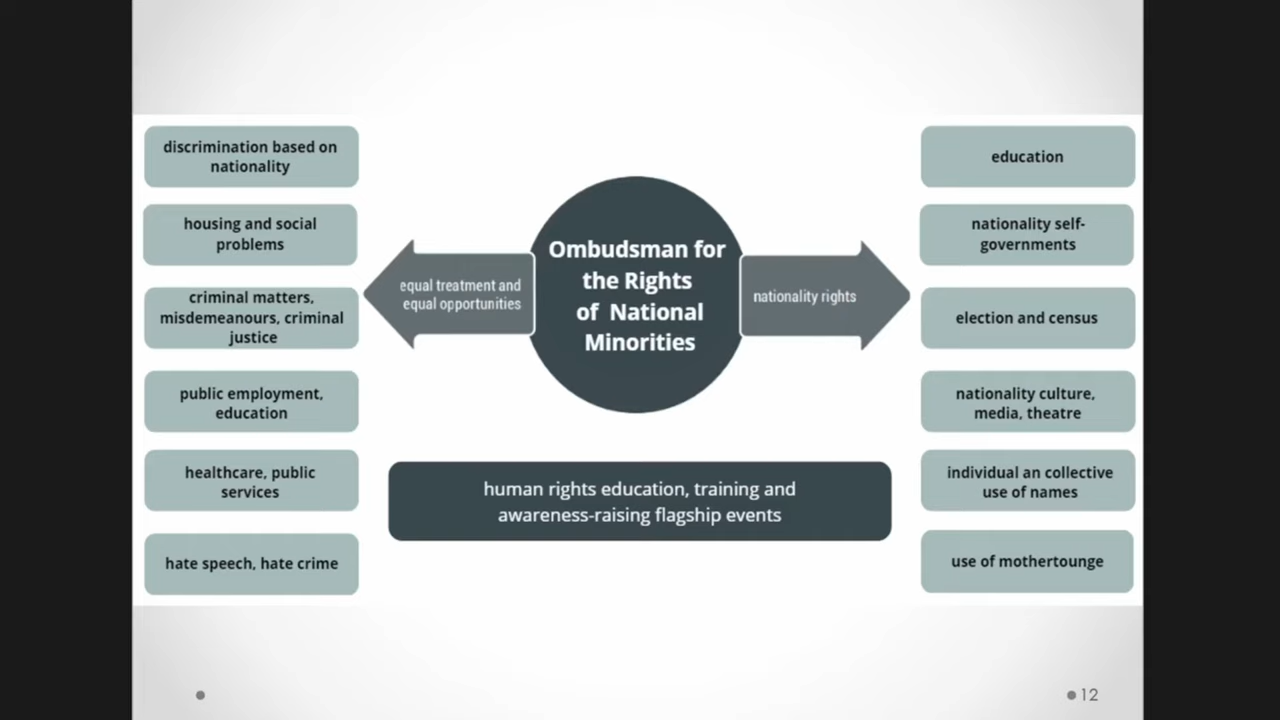 discrimination based on
nationality
housing and social
problems
criminal matters,
misdemeanours, criminal
justice
public employment,
education
healthcare, public
services
hate speech, hate crime
equal treatment and
equal opportunities
Ombudsman for
the Rights
of National
Minorities
nationality rights
human rights education, training and
awareness-raising flagship events
education
nationality self-
governments
election and census
nationality culture,
media, theatre
individual an collective
use of names
use of mothertounge
12